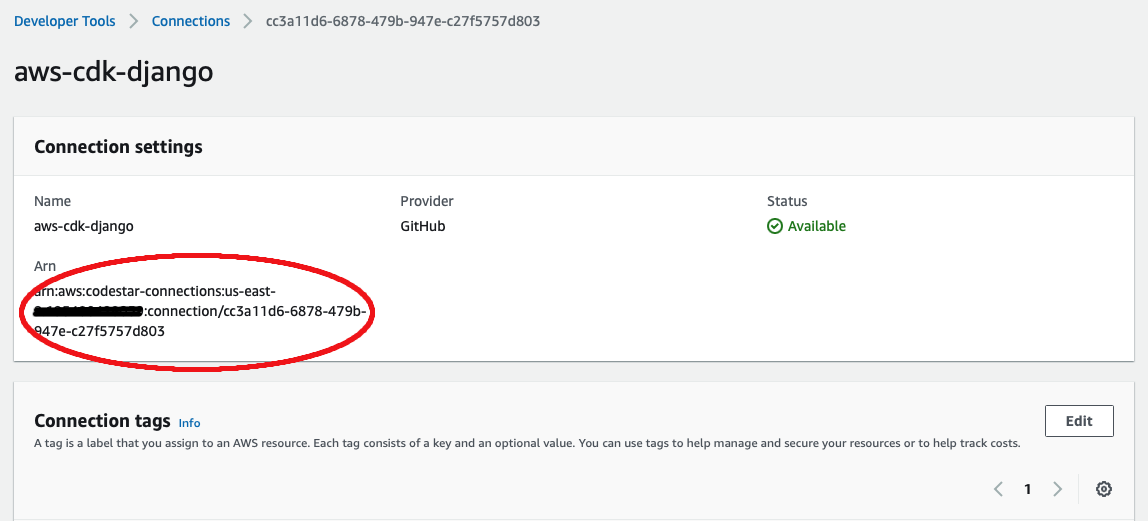 Developer Tools > Connections > cc3a11d6-6878-479b-947e-c27f5757d803
aws-cdk-django
Connection settings
Name
Provider
Status
aws-cdk-django
GitHub
Available
Arn
arn:aws:codestar-connections:us-east-
:connection/cc3a11d6-6878-479b-
947e-c27f5757d803
Connection tags Info
Edit
A tag is a label that you assign to an AWS resource. Each tag consists of a key and an optional value. You can use tags to help manage and secure your resources or to help track costs.
< 1 >